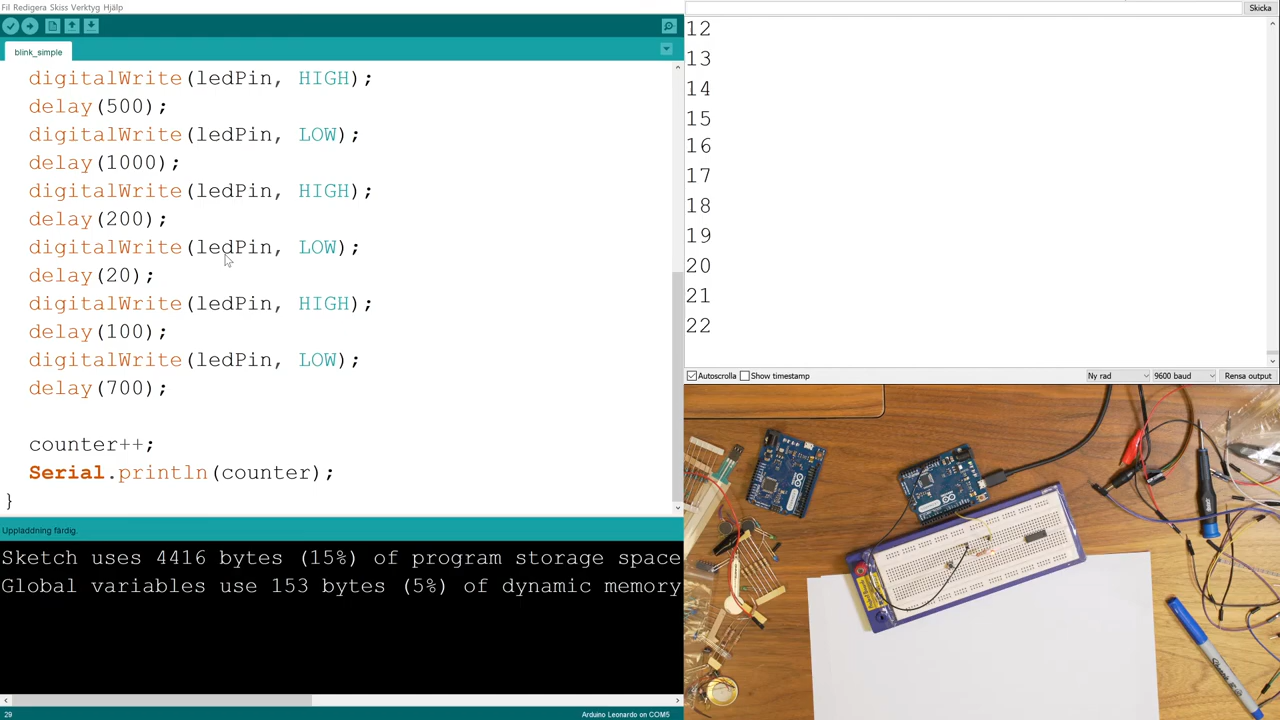 Fil Redigera Skiss Verktyg Hjälp
blink_simple
digitalWrite(ledPin, HIGH);
delay(500);
digitalWrite(ledPin, LOW);
delay(1000);
digitalWrite(ledPin, HIGH);
delay(200);
digitalWrite(ledPin, LOW);
delay(20);
digitalWrite(ledPin, HIGH);
delay(100);
digitalWrite(ledPin, LOW);
delay(700);
counter++;
Serial.println(counter);
}
Uppladdning färdig.
Sketch uses 4416 bytes (15%) of program storage space
Global variables use 153 bytes (5%) of dynamic memory
29
Arduino Leonardo on COM5
Skicka
12
13
14
15
16
17
18
19
20
21
22
Autoscrolla Show timestamp
Ny rad
9600 baud
Rensa output